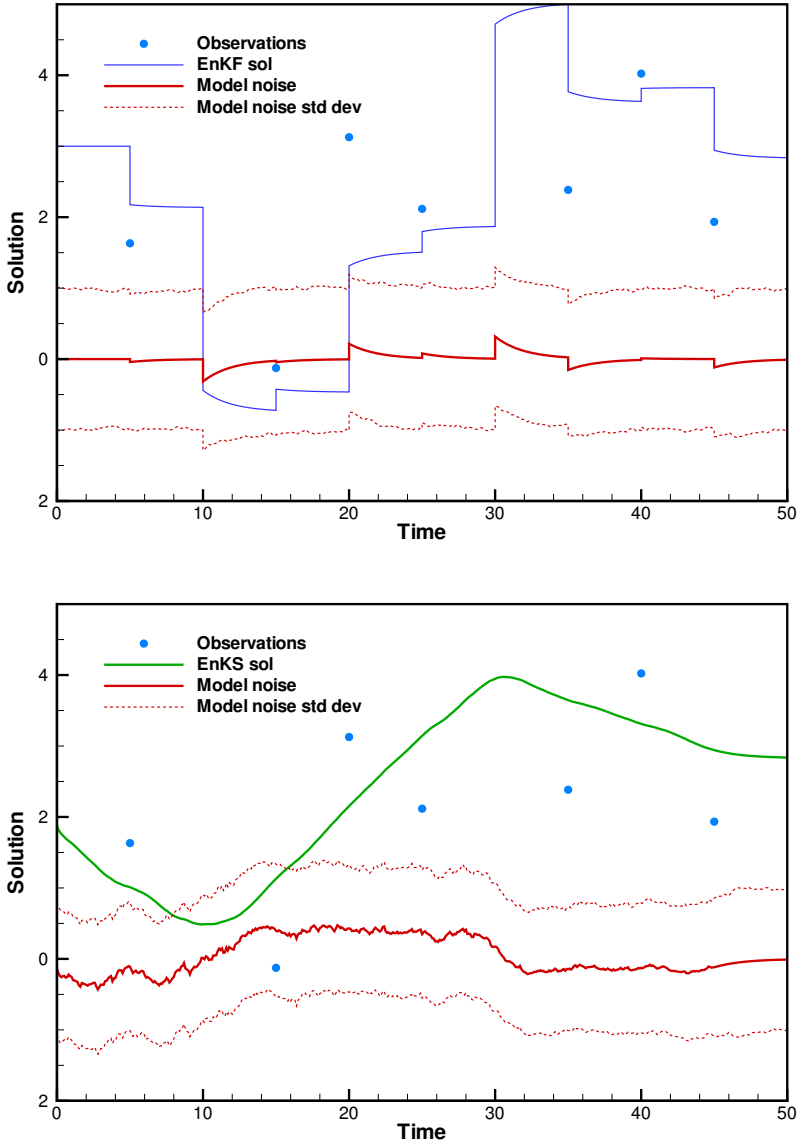 Observations
EnKF sol
Model noise
Model noise std dev
Solution
4
2
0
2
0 10 20 30 40 50
Time
Observations
EnKS sol
Model noise
Model noise std dev
Solution
4
2
0
2
0 10 20 30 40 50
Time